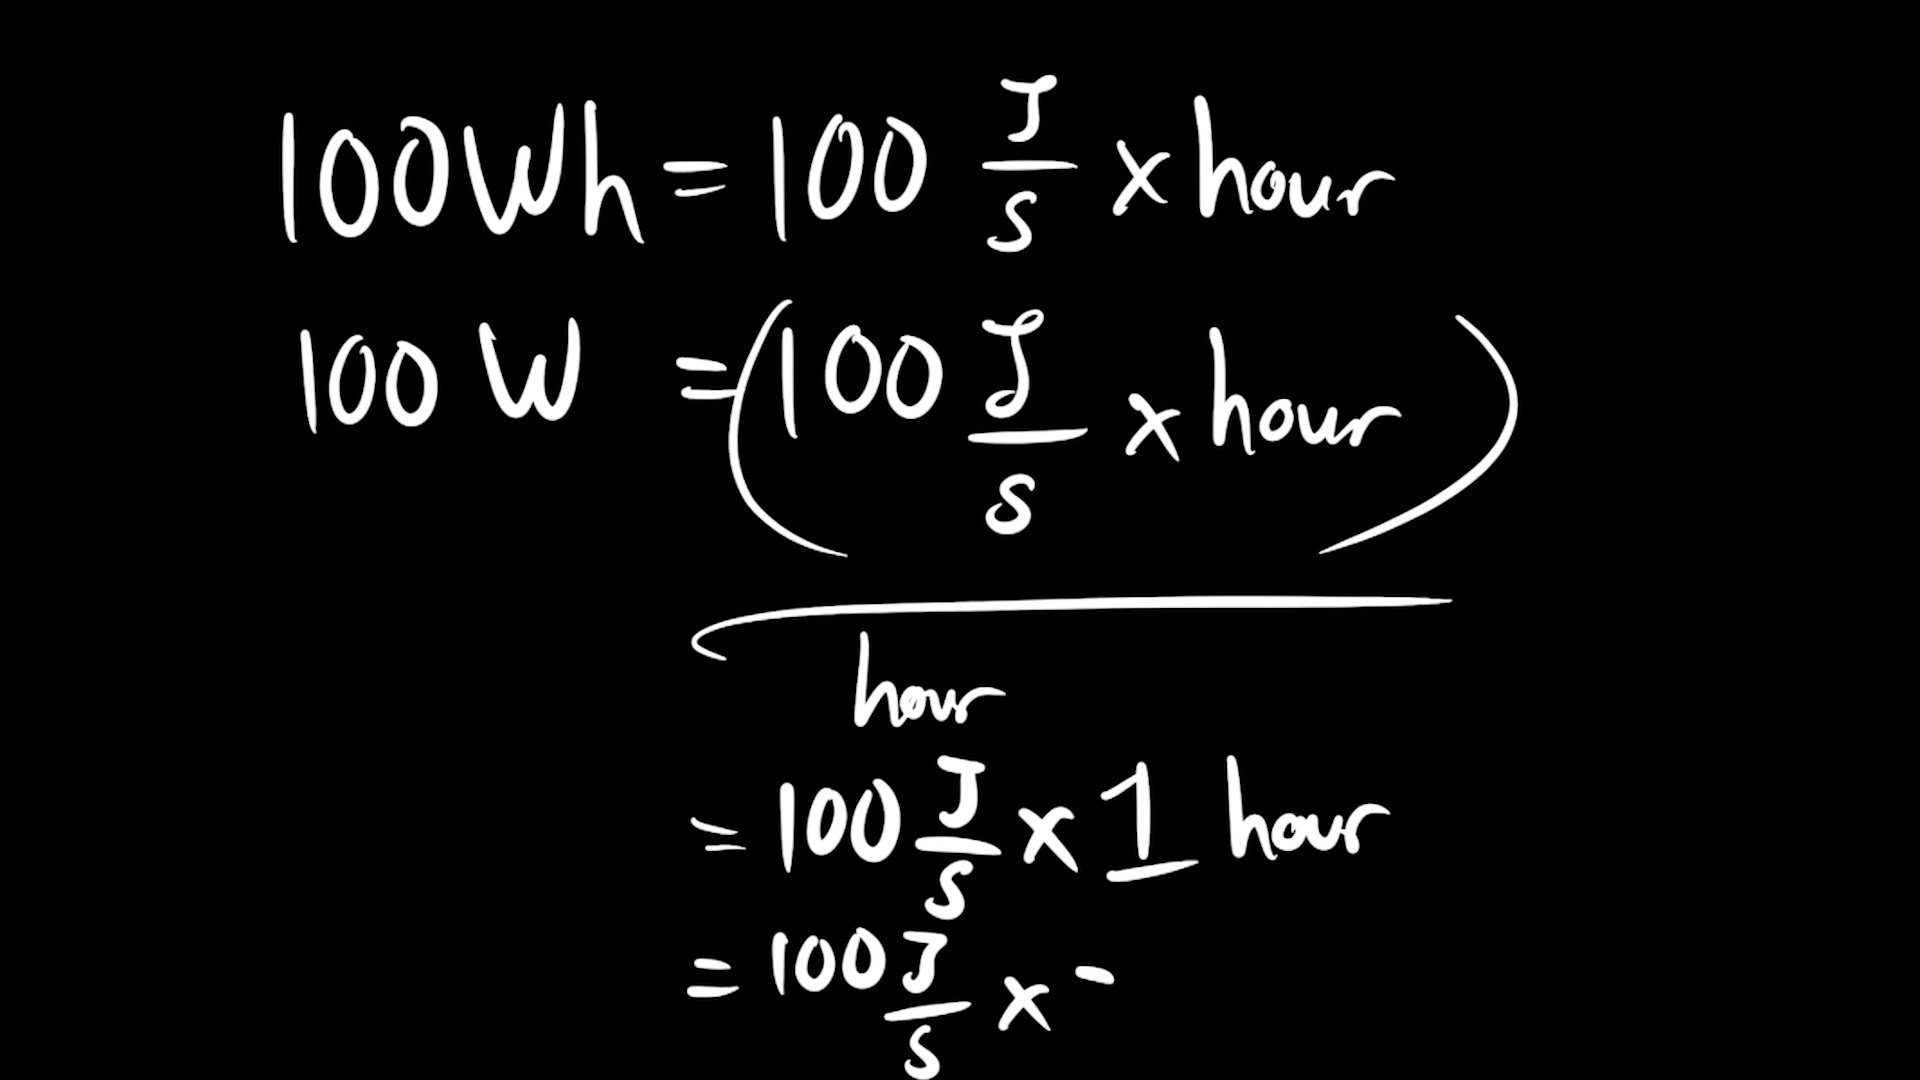 100Wh = 100 J/s x hour
100 W = (100 J/s x hour)
hour
= 100 J/s x 1 hour
= 100 J/s x